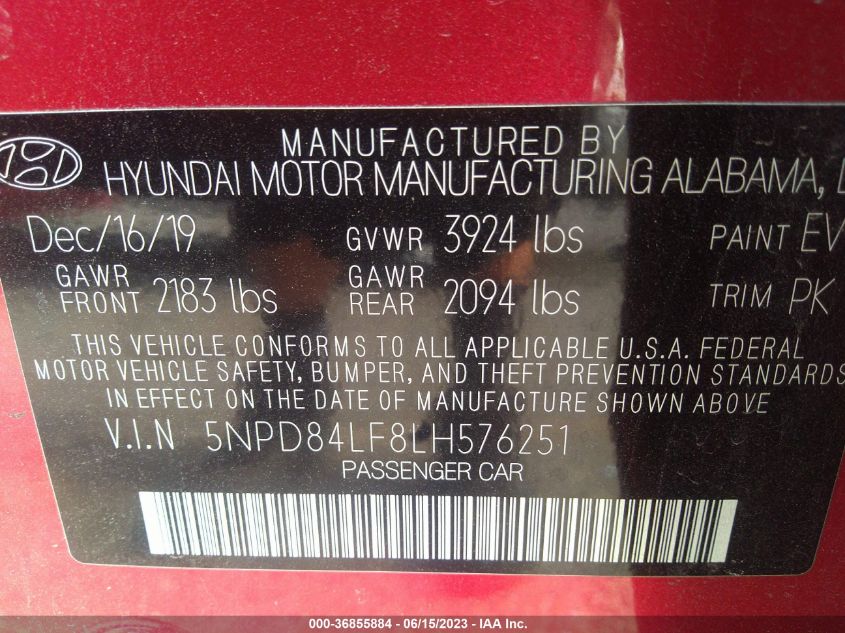 MANUFACTURED BY
HYUNDAI MOTOR MANUFACTURING ALABAMA, L
Dec/16/19 GVWR 3924 lbs PAINT EV
GAWR FRONT 2183 lbs GAWR REAR 2094 lbs TRIM PK
THIS VEHICLE CONFORMS TO ALL APPLICABLE U.S.A. FEDERAL
MOTOR VEHICLE SAFETY, BUMPER, AND THEFT PREVENTION STANDARDS
IN EFFECT ON THE DATE OF MANUFACTURE SHOWN ABOVE
V.I.N 5NPD84LF8LH576251
PASSENGER CAR
000-36855884 - 06/15/2023 - IAA Inc.